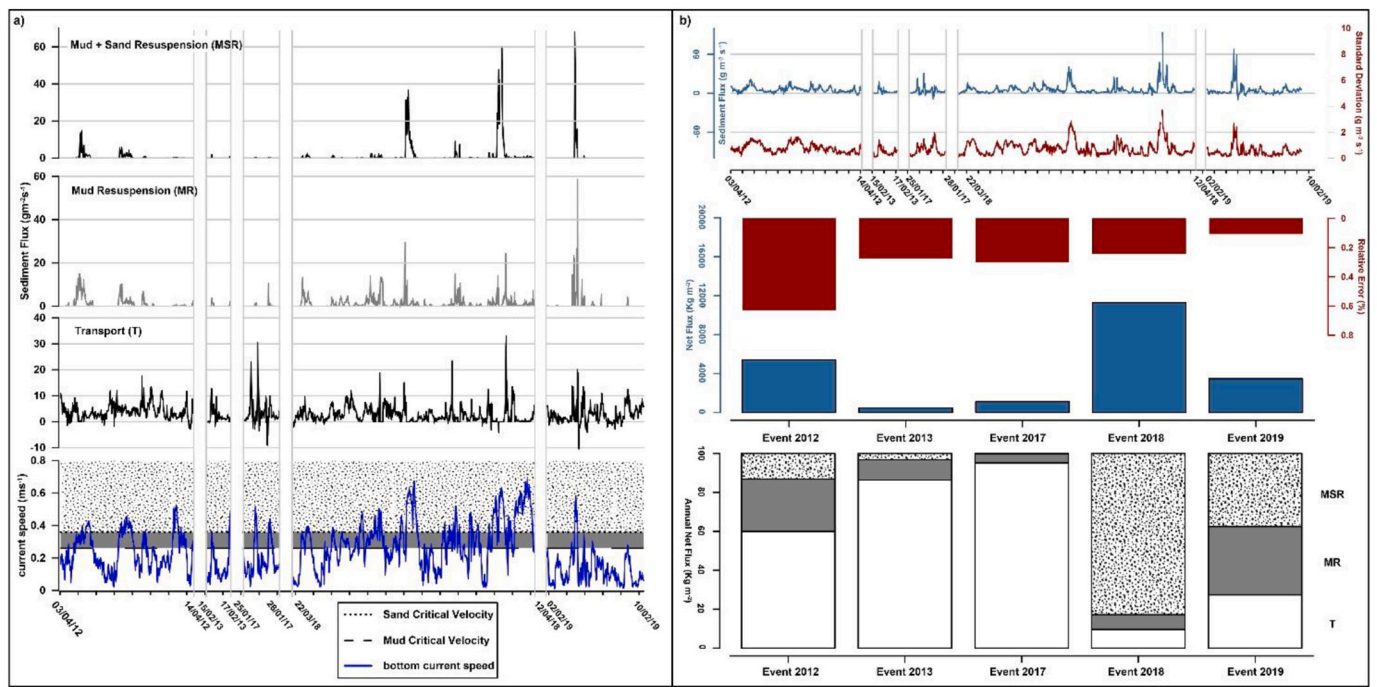 a)
Mud + Sand Resuspension (MSR)
60
40
20
0
Mud Resuspension (MR)
60
40
20
0
Sediment Flux (gm⁻²s⁻¹)
Transport (T)
40
30
20
10
0
-10
0.8
0.6
0.4
0.2
0
current speed (ms⁻¹)
03/04/12
14/04/12
15/02/13
17/02/13
25/01/17
28/01/17
22/03/18
12/04/18
02/02/19
10/02/19
Sand Critical Velocity
Mud Critical Velocity
bottom current speed
b)
Sediment Flux (g m⁻² s⁻¹)
60
0
-60
10
8
6
4
2
0
Standard Deviation (g m⁻² s⁻¹)
03/04/12
14/04/12
15/02/13
17/02/13
25/01/17
28/01/17
22/03/18
12/04/18
02/02/19
10/02/19
Net Flux (Kg m⁻²)
20000
16000
12000
8000
4000
0
0
0.2
0.4
0.6
0.8
Relative Error (%)
Event 2012
Event 2013
Event 2017
Event 2018
Event 2019
Annual Net Flux (Kg m⁻²)
100
80
60
40
20
0
MSR
MR
T
Event 2012
Event 2013
Event 2017
Event 2018
Event 2019